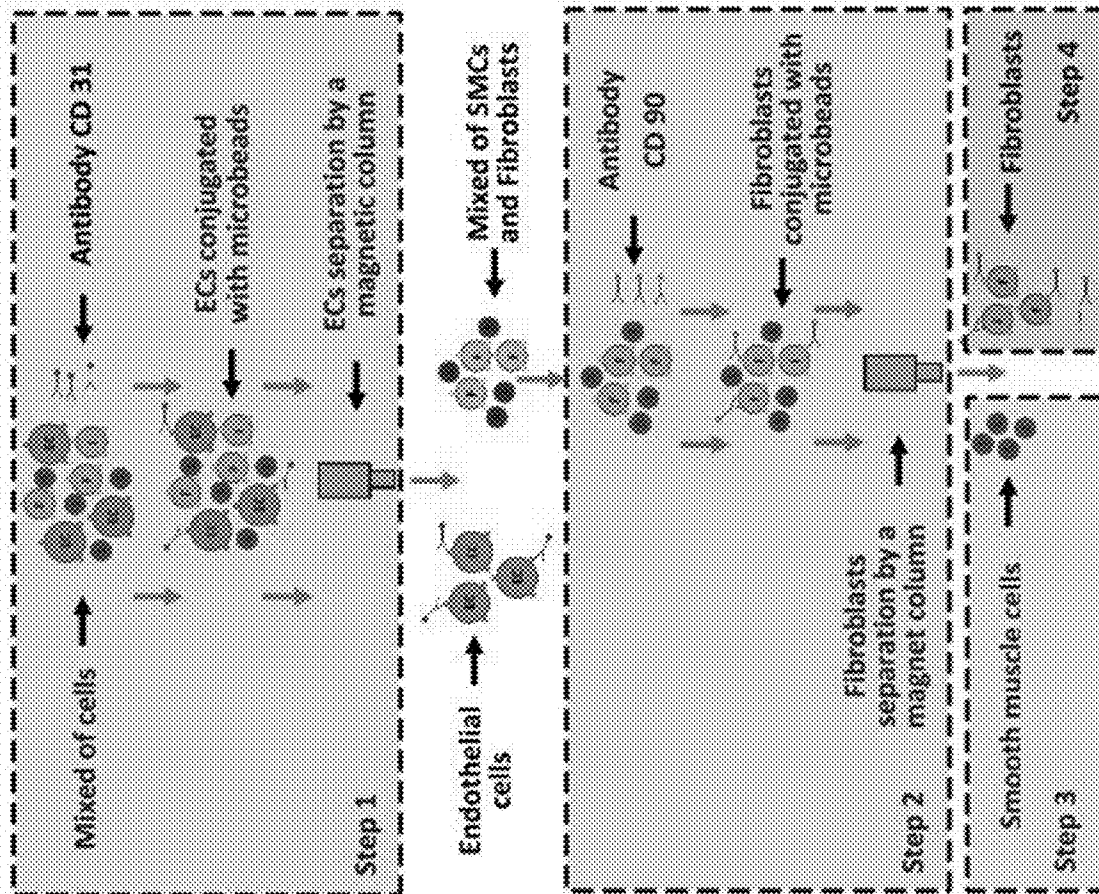 Mixed of cells
Antibody CD 31
ECs conjugated
with microbeads
ECs separation by a
magnetic column
Step 1
Endothelial
cells
Mixed of SMCs
and Fibroblasts
Antibody
CD 90
Fibroblasts
conjugated with
microbeads
Fibroblasts
separation by a
magnet column
Step 2
Smooth muscle cells
Step 3
Fibroblasts
Step 4